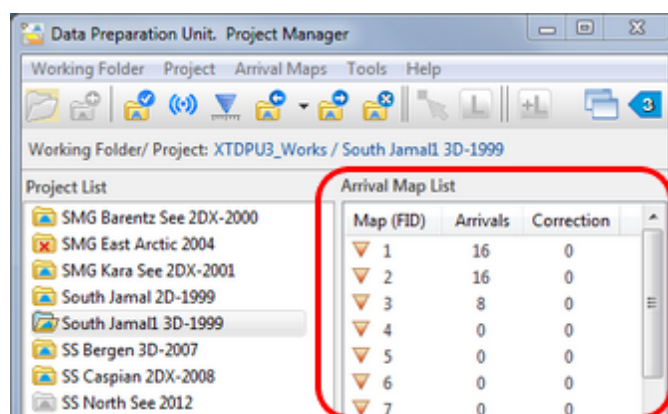 Data Preparation Unit. Project Manager
Working Folder Project Arrival Maps Tools Help
L +L 3
Working Folder/ Project: XTDPU3_Works / South Jamal1 3D-1999
Project List
SMG Barentz See 2DX-2000
SMG East Arctic 2004
SMG Kara See 2DX-2001
South Jamal 2D-1999
South Jamal1 3D-1999
SS Bergen 3D-2007
SS Caspian 2DX-2008
SS North See 2012
Arrival Map List
Map (FID) Arrivals Correction
1 16 0
2 16 0
3 8 0
4 0 0
5 0 0
6 0 0
7 0 0